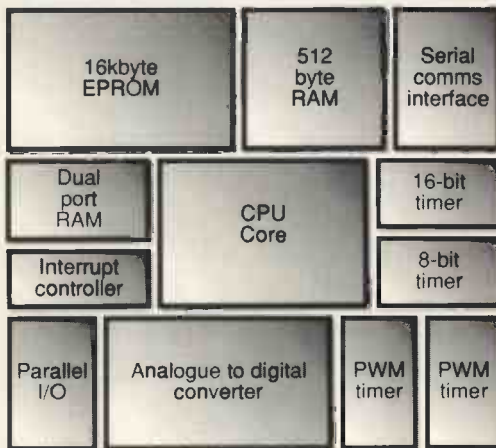 16kbyte
EPROM
512
byte
RAM
Serial
comms
interface
Dual
port
RAM
CPU
Core
16-bit
timer
Interrupt
controller
8-bit
timer
Parallel
I/O
Analogue to digital
converter
PWM
timer
PWM
timer